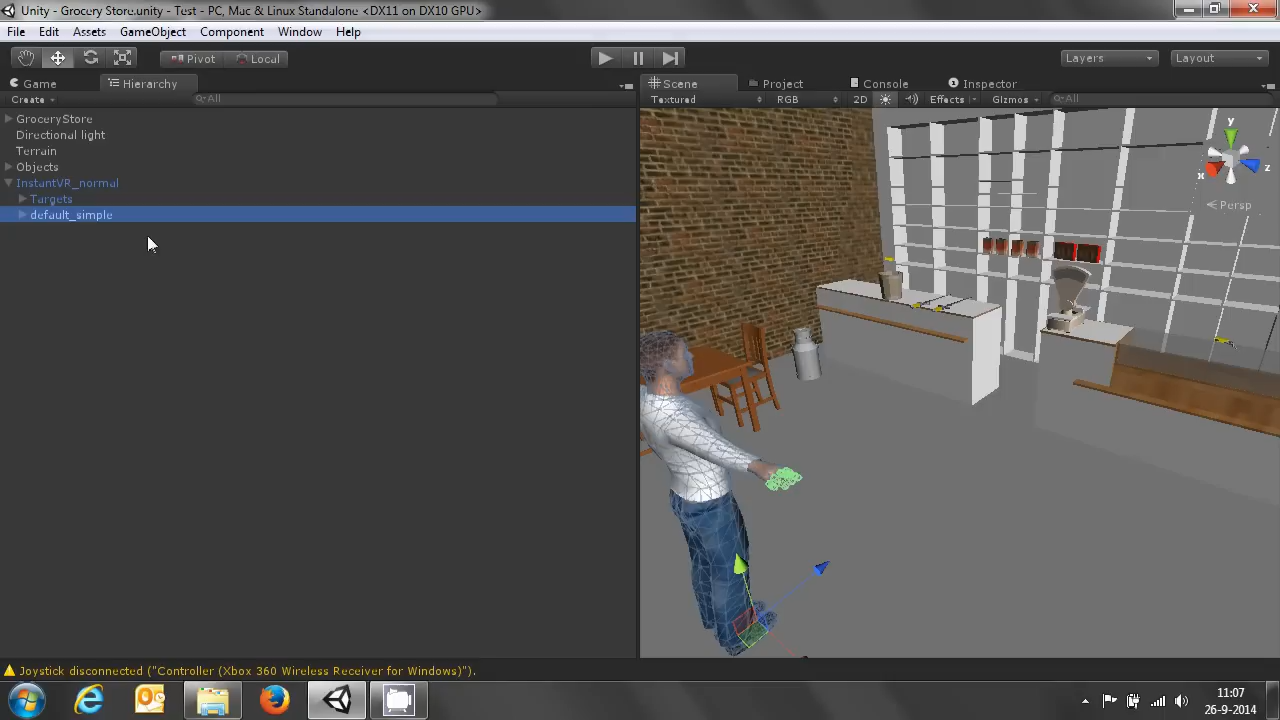 Unity - Grocery Store.unity - Test - PC, Mac & Linux Standalone <DX11 on DX10 GPU>
File Edit Assets GameObject Component Window Help
Pivot Local Layers Layout
Game Hierarchy Scene Project Console Inspector
Create All Textured RGB 2D Effects Gizmos All
GroceryStore
Directional light
Terrain
Objects
InstantVR_normal
Targets
default_simple
y
x
z
Persp
Joystick disconnected ("Controller (Xbox 360 Wireless Receiver for Windows)").
11:07
26-9-2014